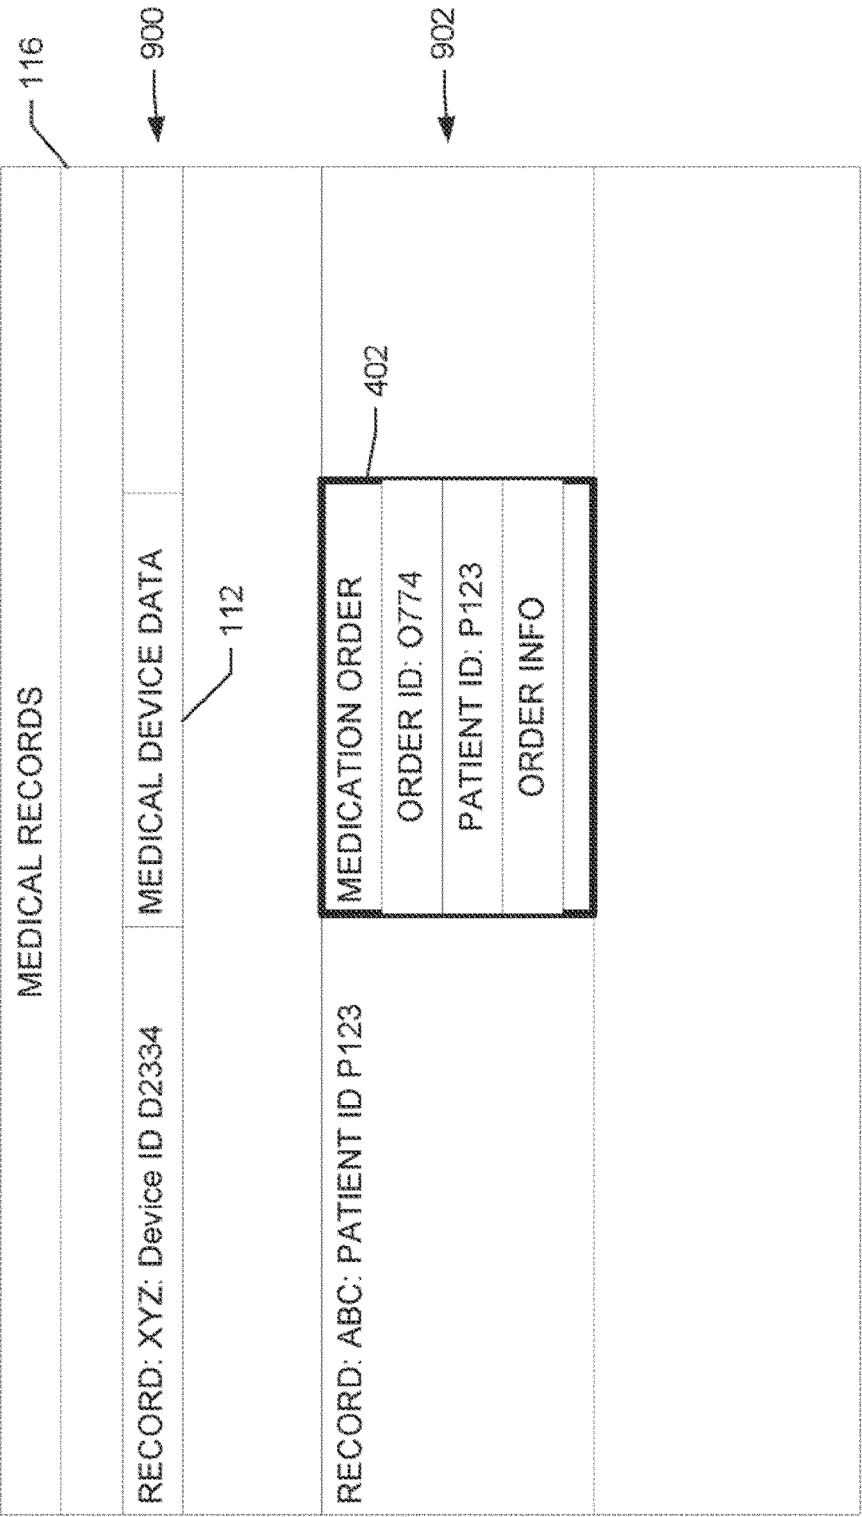 MEDICAL RECORDS
116
RECORD: XYZ: Device ID D2334
MEDICAL DEVICE DATA
900
112
RECORD: ABC: PATIENT ID P123
MEDICATION ORDER
402
902
ORDER ID: O774
PATIENT ID: P123
ORDER INFO